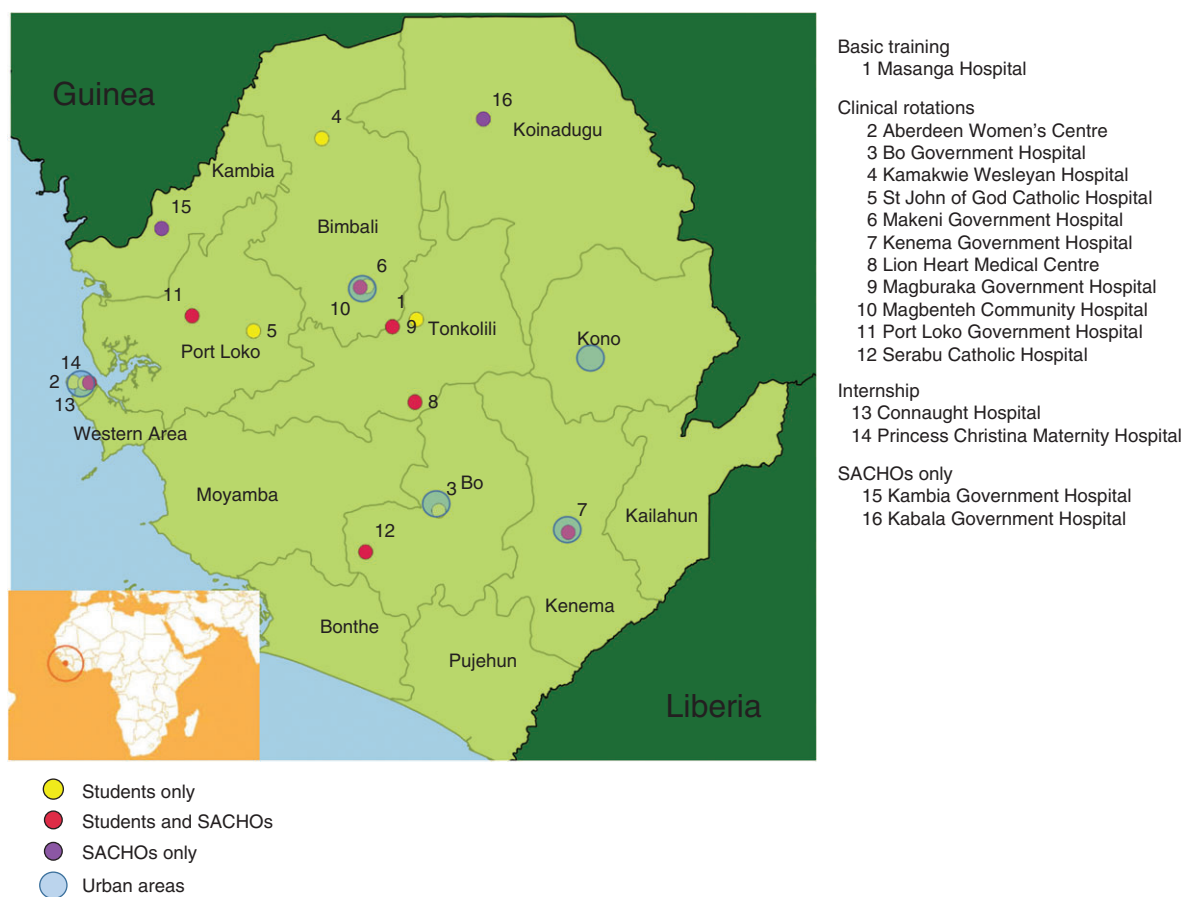 Guinea
16
Koinadugu
4
Kambia
15
Bimbali
6
11
10
1
9
Tonkolili
5
Port Loko
Kono
14
2
13
8
Western Area
Moyamba
3
Bo
7
Kailahun
12
Kenema
Bonthe
Pujehun
Liberia
Students only
Students and SACHOs
SACHOs only
Urban areas
Basic training
1 Masanga Hospital
Clinical rotations
2 Aberdeen Women's Centre
3 Bo Government Hospital
4 Kamakwie Wesleyan Hospital
5 St John of God Catholic Hospital
6 Makeni Government Hospital
7 Kenema Government Hospital
8 Lion Heart Medical Centre
9 Magburaka Government Hospital
10 Magbenteh Community Hospital
11 Port Loko Government Hospital
12 Serabu Catholic Hospital
Internship
13 Connaught Hospital
14 Princess Christina Maternity Hospital
SACHOs only
15 Kambia Government Hospital
16 Kabala Government Hospital